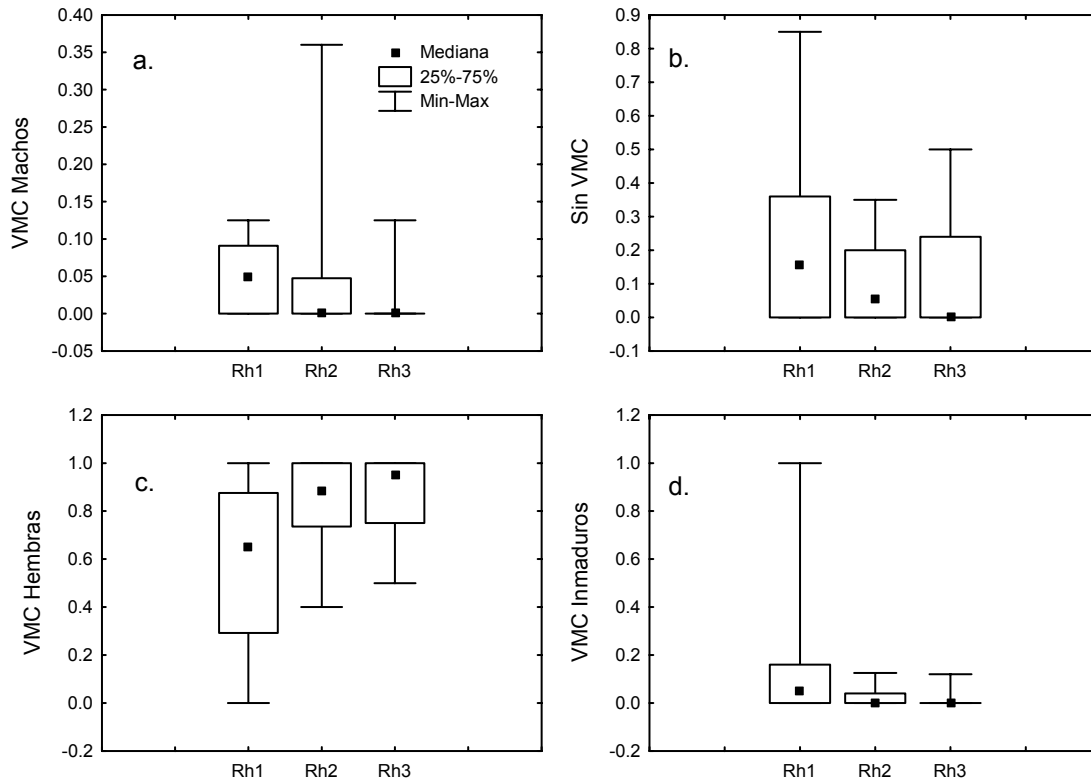 a.
VMC Machos
0.40
0.35
0.30
0.25
0.20
0.15
0.10
0.05
0.00
-0.05
Mediana
25%-75%
Min-Max
Rh1 Rh2 Rh3
b.
Sin VMC
0.9
0.8
0.7
0.6
0.5
0.4
0.3
0.2
0.1
0.0
-0.1
Rh1 Rh2 Rh3
c.
VMC Hembras
1.2
1.0
0.8
0.6
0.4
0.2
0.0
-0.2
Rh1 Rh2 Rh3
d.
VMC Inmaduros
1.2
1.0
0.8
0.6
0.4
0.2
0.0
-0.2
Rh1 Rh2 Rh3